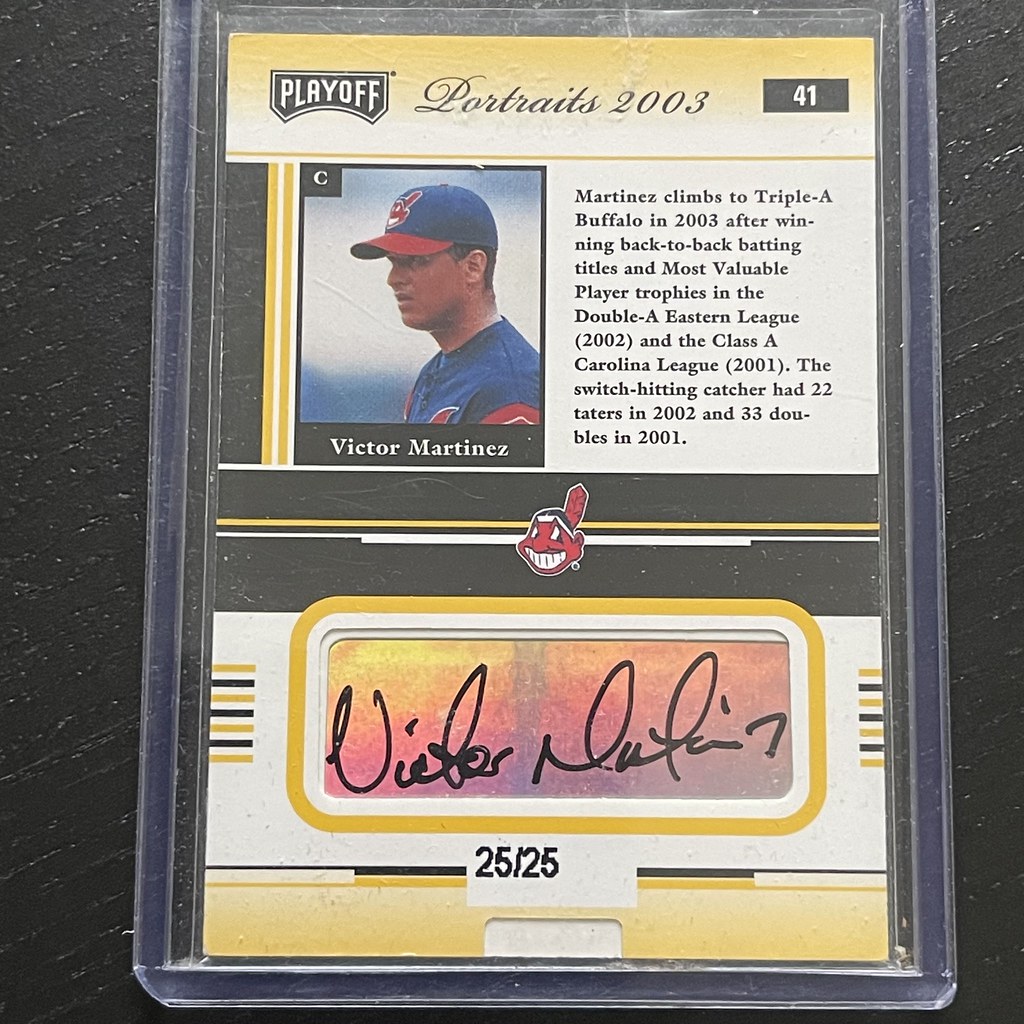 PLAYOFF
Portraits 2003
41
C
Martinez climbs to Triple-A
Buffalo in 2003 after win-
ning back-to-back batting
titles and Most Valuable
Player trophies in the
Double-A Eastern League
(2002) and the Class A
Carolina League (2001). The
switch-hitting catcher had 22
taters in 2002 and 33 dou-
bles in 2001.
Victor Martinez
Victor Martinez
25/25